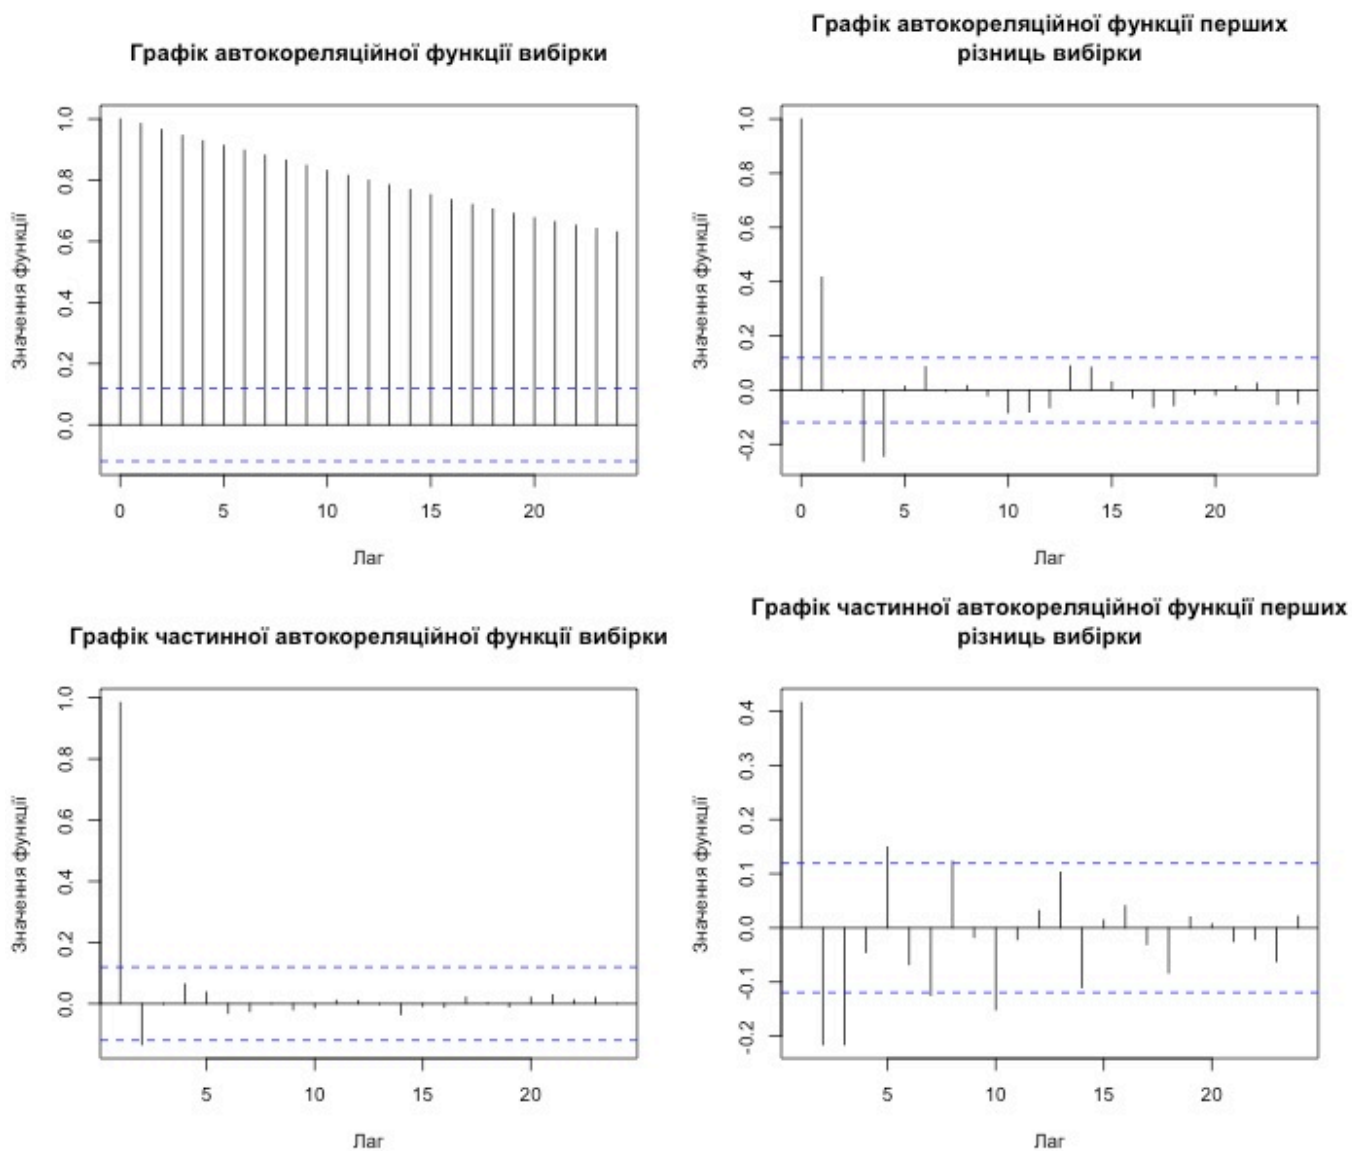 Графік автокореляційної функції вибірки
Значення функції
1.0
0.8
0.6
0.4
0.2
0.0
0 5 10 15 20
Лаг
Графік автокореляційної функції перших
різниць вибірки
Значення функції
1.0
0.8
0.6
0.4
0.2
0.0
-0.2
0 5 10 15 20
Лаг
Графік частинної автокореляційної функції вибірки
Значення функції
1.0
0.8
0.6
0.4
0.2
0.0
5 10 15 20
Лаг
Графік частинної автокореляційної функції перших
різниць вибірки
Значення функції
0.4
0.3
0.2
0.1
0.0
-0.1
-0.2
5 10 15 20
Лаг